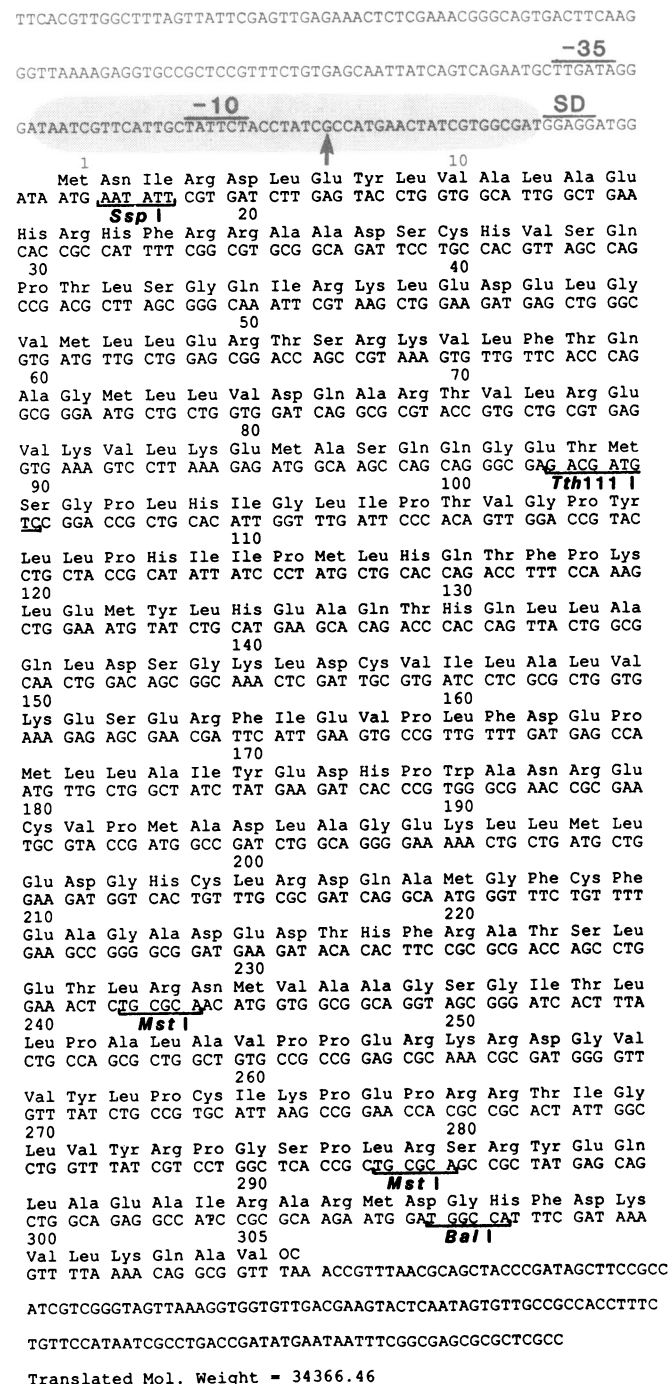 TTCACGTTGGCTTTAGTTATTCGAGTTGAGAAACTCTCGAAACGGGCAGTGACTTCAAG
-35
GGTTAAAAGAGGTGCCGCTCCGTTTCTGTGAGCAATTATCAGTCAGAATGCTTGATAGG
-10 SD
GATAATCGTTCATTGCTATTCTACCTATCGCCATGAACTATCGTGGCGATGGAGGATGG
1 10
Met Asn Ile Arg Asp Leu Glu Tyr Leu Val Ala Leu Ala Glu
ATA ATG AAT ATT CGT GAT CTT GAG TAC CTG GTG GCA TTG GCT GAA
Ssp I 20
His Arg His Phe Arg Arg Ala Ala Asp Ser Cys His Val Ser Gln
CAC CGC CAT TTT CGG CGT GCG GCA GAT TCC TGC CAC GTT AGC CAG
30 40
Pro Thr Leu Ser Gly Gln Ile Arg Lys Leu Glu Asp Glu Leu Gly
CCG ACG CTT AGC GGG CAA ATT CGT AAG CTG GAA GAT GAG CTG GGC
50
Val Met Leu Leu Glu Arg Thr Ser Arg Lys Val Leu Phe Thr Gln
GTG ATG TTG CTG GAG CGG ACC AGC CGT AAA GTG TTG TTC ACC CAG
60 70
Ala Gly Met Leu Leu Val Asp Gln Ala Arg Thr Val Leu Arg Glu
GCG GGA ATG CTG CTG GTG GAT CAG GCG CGT ACC GTG CTG CGT GAG
80
Val Lys Val Leu Lys Glu Met Ala Ser Gln Gln Gly Glu Thr Met
GTG AAA GTC CTT AAA GAG ATG GCA AGC CAG CAG GGC GAG ACG ATG
90 100 Tth111 I
Ser Gly Pro Leu His Ile Gly Leu Ile Pro Thr Val Gly Pro Tyr
TCC GGA CCG CTG CAC ATT GGT TTG ATT CCC ACA GTT GGA CCG TAC
110
Leu Leu Pro His Ile Ile Pro Met Leu His Gln Thr Phe Pro Lys
CTG CTA CCG CAT ATT ATC CCT ATG CTG CAC CAG ACC TTT CCA AAG
120 130
Leu Glu Met Tyr Leu His Glu Ala Gln Thr His Gln Leu Leu Ala
CTG GAA ATG TAT CTG CAT GAA GCA CAG ACC CAC CAG TTA CTG GCG
140
Gln Leu Asp Ser Gly Lys Leu Asp Cys Val Ile Leu Ala Leu Val
CAA CTG GAC AGC GGC AAA CTC GAT TGC GTG ATC CTC GCG CTG GTG
150 160
Lys Glu Ser Glu Arg Phe Ile Glu Val Pro Leu Phe Asp Glu Pro
AAA GAG AGC GAA CGA TTC ATT GAA GTG CCG TTG TTT GAT GAG CCA
170
Met Leu Leu Ala Ile Tyr Glu Asp His Pro Trp Ala Asn Arg Glu
ATG TTG CTG GCT ATC TAT GAA GAT CAC CCG TGG GCG AAC CGC GAA
180 190
Cys Val Pro Met Ala Asp Leu Ala Gly Glu Lys Leu Leu Met Leu
TGC GTA CCG ATG GCC GAT CTG GCA GGG GAA AAA CTG CTG ATG CTG
200
Glu Asp Gly His Cys Leu Arg Asp Gln Ala Met Gly Phe Cys Phe
GAA GAT GGT CAC TGT TTG CGC GAT CAG GCA ATG GGT TTC TGT TTT
210 220
Glu Ala Gly Ala Asp Glu Asp Thr His Phe Arg Ala Thr Ser Leu
GAA GCC GGG GCG GAT GAA GAT ACA CAC TTC CGC GCG ACC AGC CTG
230
Glu Thr Leu Arg Asn Met Val Ala Ala Gly Ser Gly Ile Thr Leu
GAA ACT CTG CGC AAC ATG GTG GCG GCA GGT AGC GGG ATC ACT TTA
240 Mst I 250
Leu Pro Ala Leu Ala Val Pro Pro Glu Arg Lys Arg Asp Gly Val
CTG CCA GCG CTG GCT GTG CCG CCG GAG CGC AAA CGC GAT GGG GTT
260
Val Tyr Leu Pro Cys Ile Lys Pro Glu Pro Arg Arg Thr Ile Gly
GTT TAT CTG CCG TGC ATT AAG CCG GAA CCA CGC CGC ACT ATT GGC
270 280
Leu Val Tyr Arg Pro Gly Ser Pro Leu Arg Ser Arg Tyr Glu Gln
CTG GTT TAT CGT CCT GGC TCA CCG CTG CGC AGC CGC TAT GAG CAG
290 Mst I
Leu Ala Glu Ala Ile Arg Ala Arg Met Asp Gly His Phe Asp Lys
CTG GCA GAG GCC ATC CGC GCA AGA ATG GAT GGC CAT TTC GAT AAA
300 305 Bal I
Val Leu Lys Gln Ala Val OC
GTT TTA AAA CAG GCG GTT TAA ACCGTTTAACGCAGCTACCCGATAGCTTCCGCC
ATCGTCGGGTAGTTAAAGGTGGTGTTGACGAAGTACTCAATAGTGTTGCCGCCACCTTTC
TGTTCCATAATCGCCTGACCGATATGAATAATTTCGGCGAGCGCGCTCGCC
Translated Mol. Weight = 34366.46